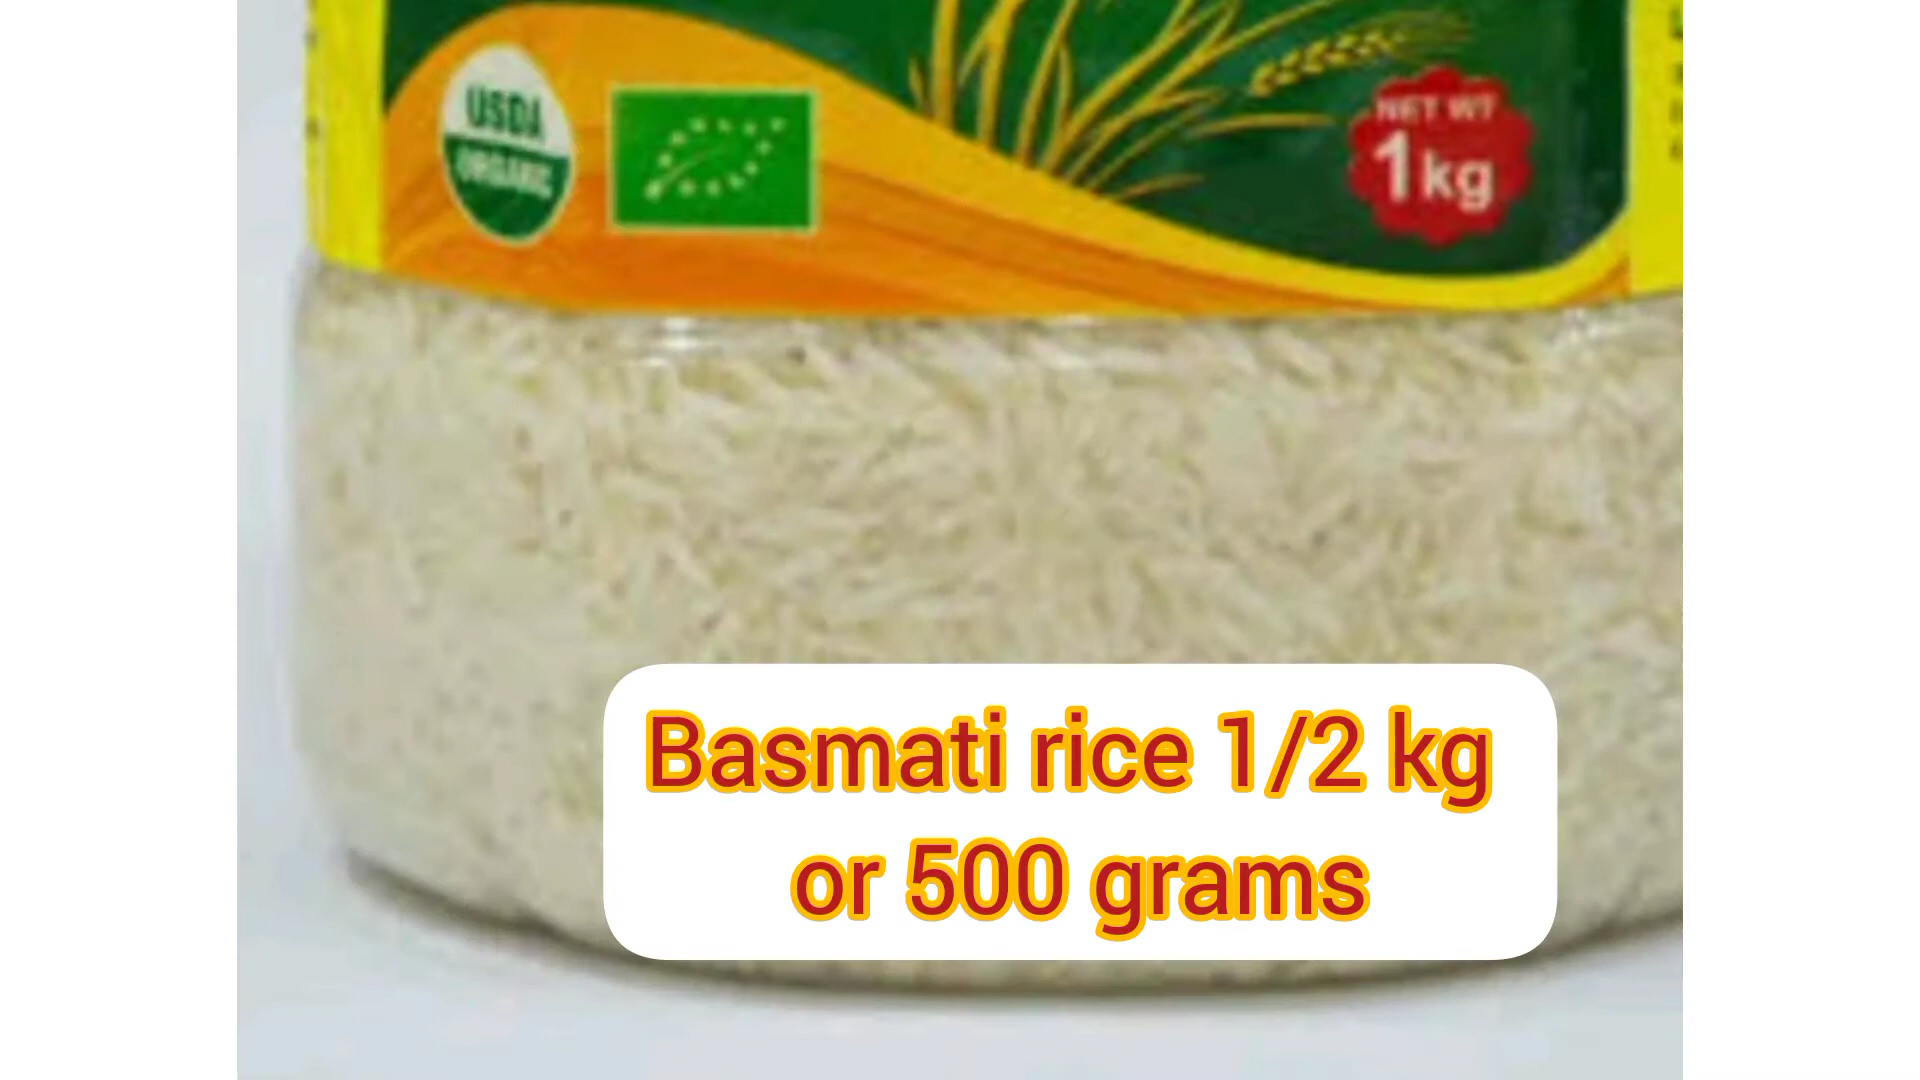 USDA
ORGANIC
NET WT
1kg
Basmati rice 1/2 kg
or 500 grams